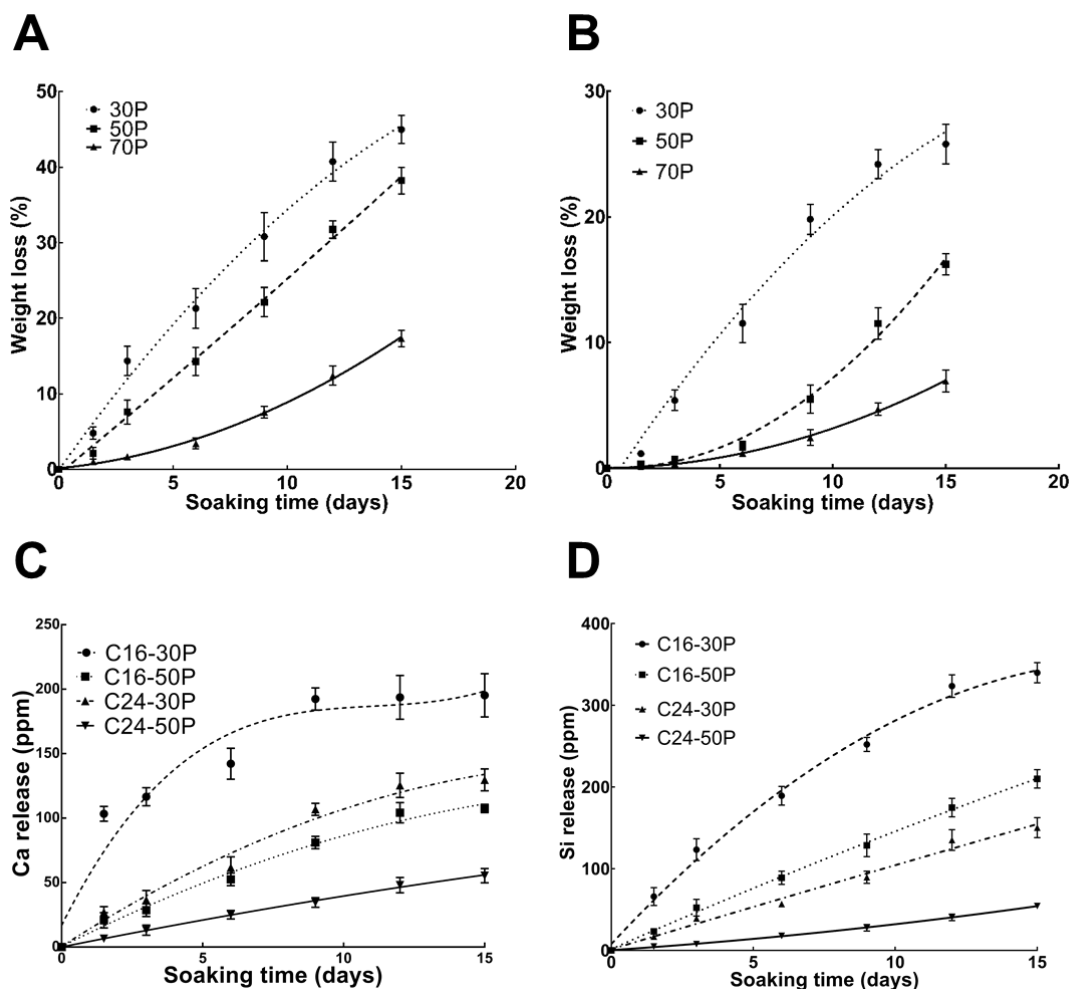 A
50
40
30
20
10
0
0
5
10
15
20
30P
50P
70P
Weight loss (%)
Soaking time (days)
B
30
20
10
0
0
5
10
15
20
30P
50P
70P
Weight loss (%)
Soaking time (days)
C
250
200
150
100
50
0
0
5
10
15
C16-30P
C16-50P
C24-30P
C24-50P
Ca release (ppm)
Soaking time (days)
D
400
300
200
100
0
0
5
10
15
C16-30P
C16-50P
C24-30P
C24-50P
Si release (ppm)
Soaking time (days)